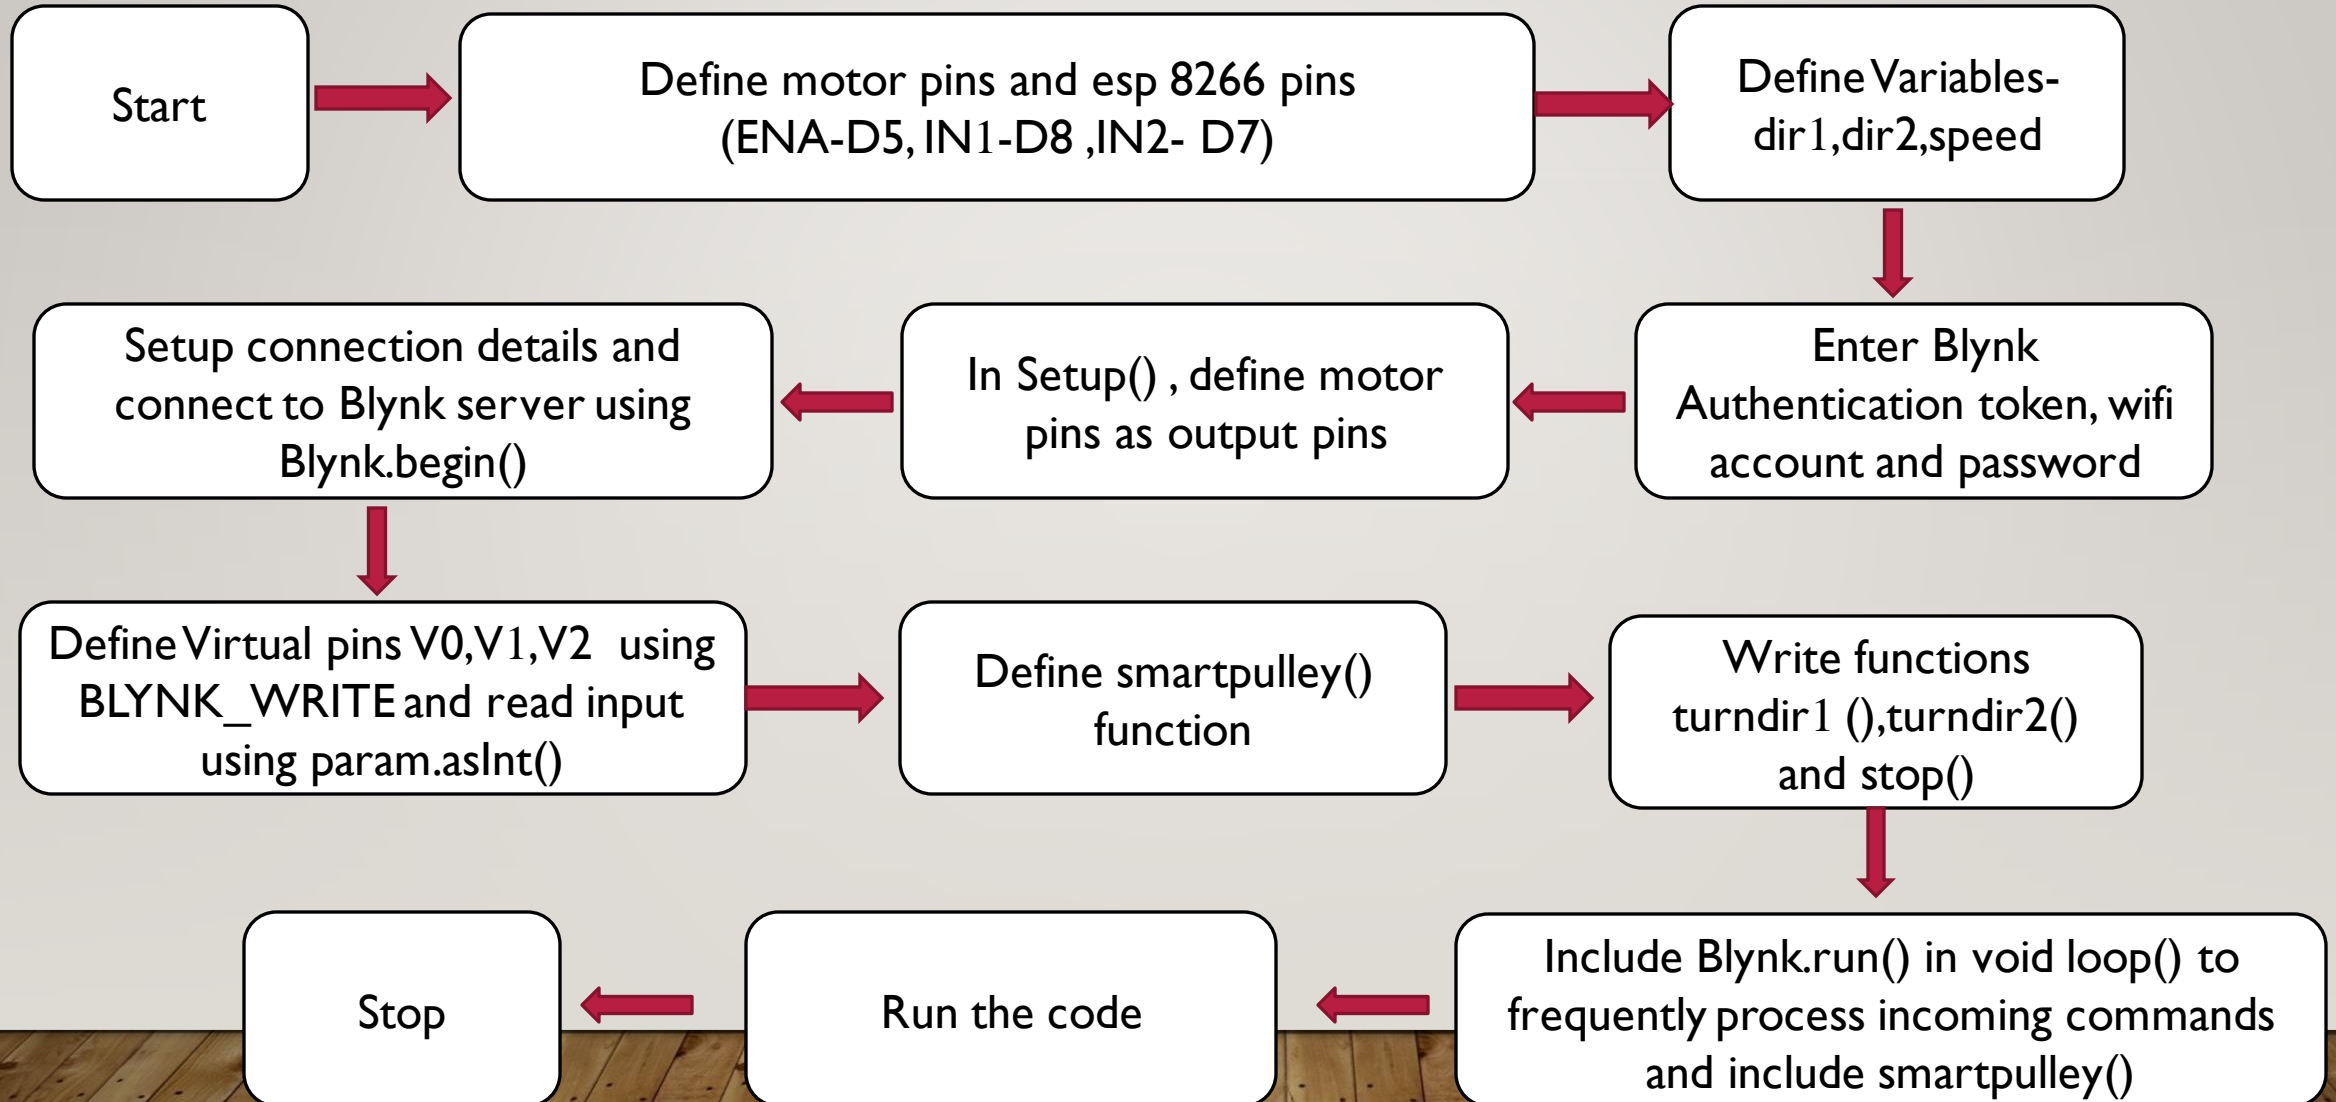 Start
Define motor pins and esp 8266 pins
(ENA-D5, IN1-D8 ,IN2- D7)
Define Variables-
dir1,dir2,speed
Enter Blynk
Authentication token, wifi
account and password
In Setup() , define motor
pins as output pins
Setup connection details and
connect to Blynk server using
Blynk.begin()
Define Virtual pins V0,V1,V2 using
BLYNK_WRITE and read input
using param.asInt()
Define smartpulley()
function
Write functions
turndir1 (),turndir2()
and stop()
Include Blynk.run() in void loop() to
frequently process incoming commands
and include smartpulley()
Run the code
Stop